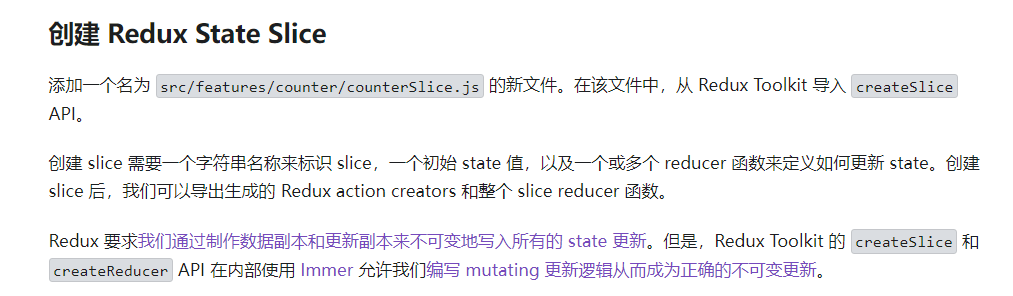 创建 Redux State Slice
添加一个名为 src/features/counter/counterSlice.js 的新文件。在该文件中，从 Redux Toolkit 导入 createSlice
API。
创建 slice 需要一个字符串名称来标识 slice，一个初始 state 值，以及一个或多个 reducer 函数来定义如何更新 state。创建
slice 后，我们可以导出生成的 Redux action creators 和整个 slice reducer 函数。
Redux 要求我们通过制作数据副本和更新副本来不可变地写入所有的 state 更新。但是，Redux Toolkit 的 createSlice 和
createReducer API 在内部使用 Immer 允许我们编写 mutating 更新逻辑从而成为正确的不可变更新。